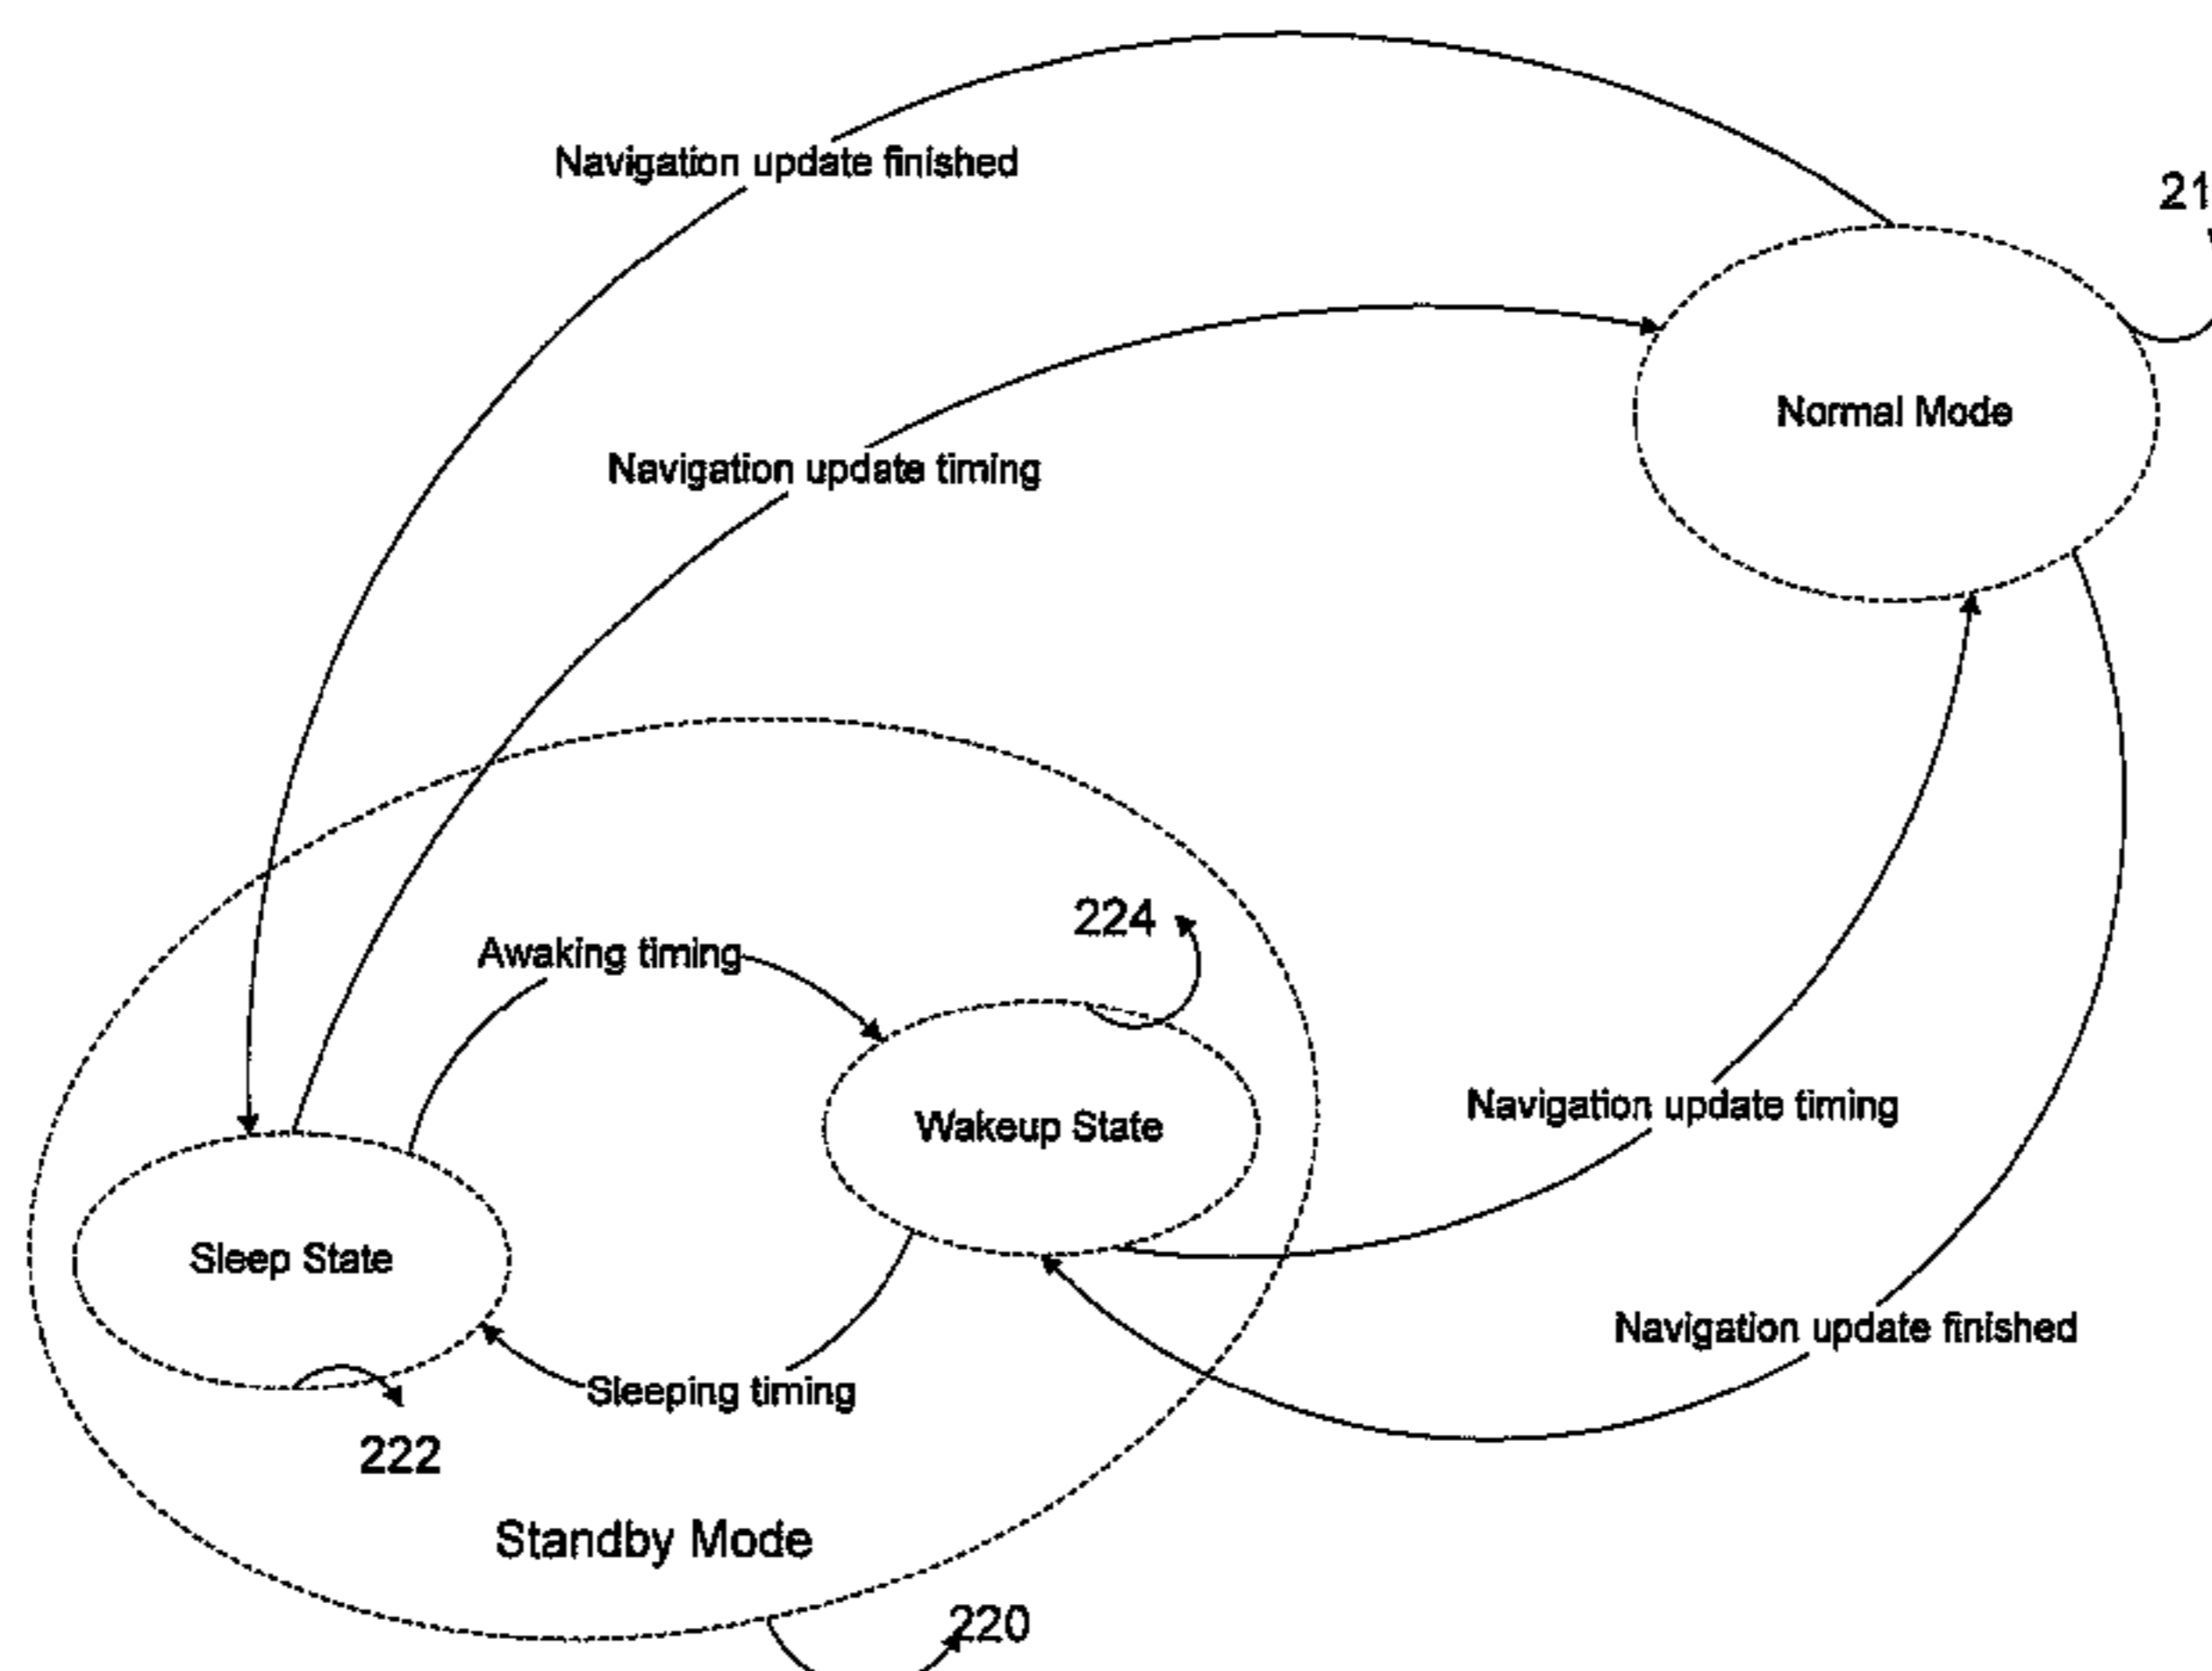 Navigation update finished
21
Normal Mode
Navigation update timing
224
Awaking timing
Navigation update timing
Wakeup State
Sleep State
Navigation update finished
Sleeping timing
222
Standby Mode
220